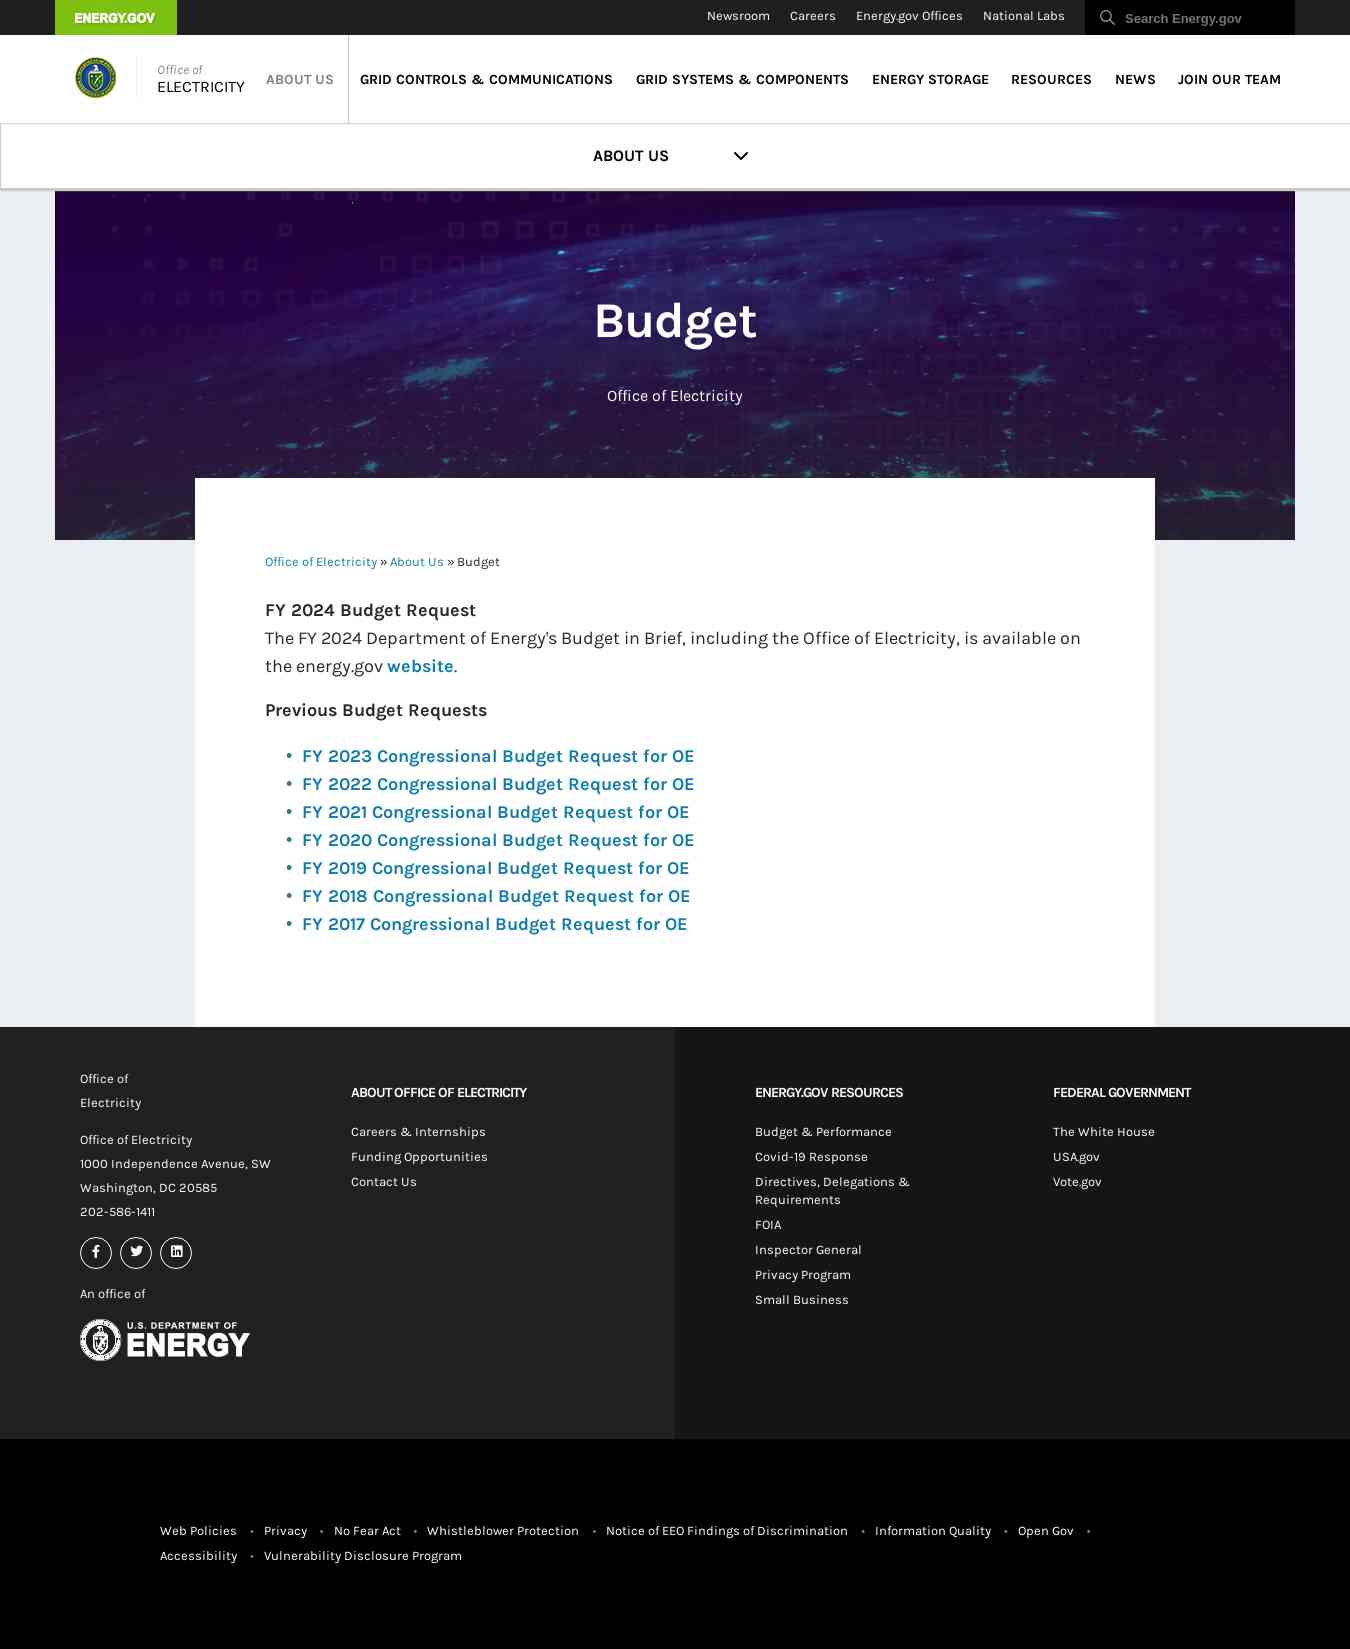 ENERGY.GOV
Newsroom Careers Energy.gov Offices National Labs Search Energy.gov
Office of
ELECTRICITY
ABOUT US GRID CONTROLS & COMMUNICATIONS GRID SYSTEMS & COMPONENTS ENERGY STORAGE RESOURCES NEWS JOIN OUR TEAM
ABOUT US
Budget
Office of Electricity
Office of Electricity » About Us » Budget
FY 2024 Budget Request
The FY 2024 Department of Energy's Budget in Brief, including the Office of Electricity, is available on
the energy.gov website.
Previous Budget Requests
• FY 2023 Congressional Budget Request for OE
• FY 2022 Congressional Budget Request for OE
• FY 2021 Congressional Budget Request for OE
• FY 2020 Congressional Budget Request for OE
• FY 2019 Congressional Budget Request for OE
• FY 2018 Congressional Budget Request for OE
• FY 2017 Congressional Budget Request for OE
Office of
Electricity
Office of Electricity
1000 Independence Avenue, SW
Washington, DC 20585
202-586-1411
An office of
U.S. DEPARTMENT OF
ENERGY
ABOUT OFFICE OF ELECTRICITY
Careers & Internships
Funding Opportunities
Contact Us
ENERGY.GOV RESOURCES
Budget & Performance
Covid-19 Response
Directives, Delegations &
Requirements
FOIA
Inspector General
Privacy Program
Small Business
FEDERAL GOVERNMENT
The White House
USA.gov
Vote.gov
Web Policies • Privacy • No Fear Act • Whistleblower Protection • Notice of EEO Findings of Discrimination • Information Quality • Open Gov •
Accessibility • Vulnerability Disclosure Program